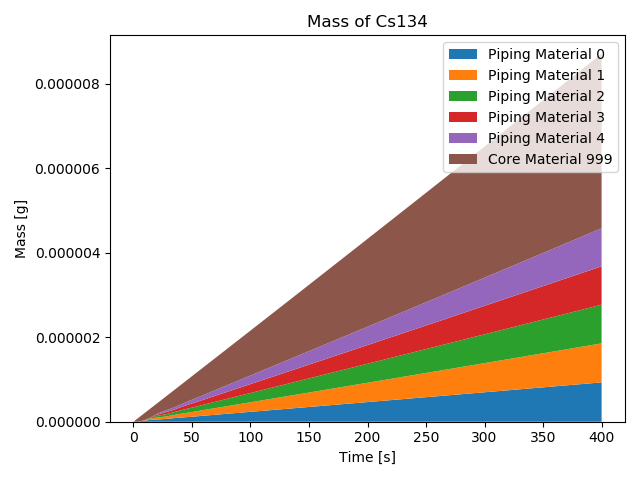 Mass of Cs134
Piping Material 0
Piping Material 1
Piping Material 2
Piping Material 3
Piping Material 4
Core Material 999
Mass [g]
0.000008
0.000006
0.000004
0.000002
0.000000
0 50 100 150 200 250 300 350 400
Time [s]